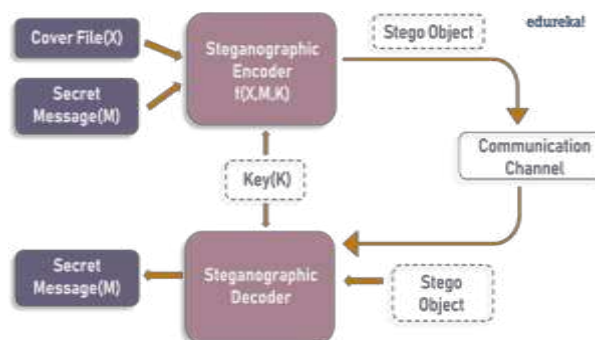 edureka!
Cover File(X)
Steganographic
Encoder
f(X,M,K)
Stego Object
Secret
Message(M)
Communication
Channel
Key(K)
Secret
Message(M)
Steganographic
Decoder
Stego
Object